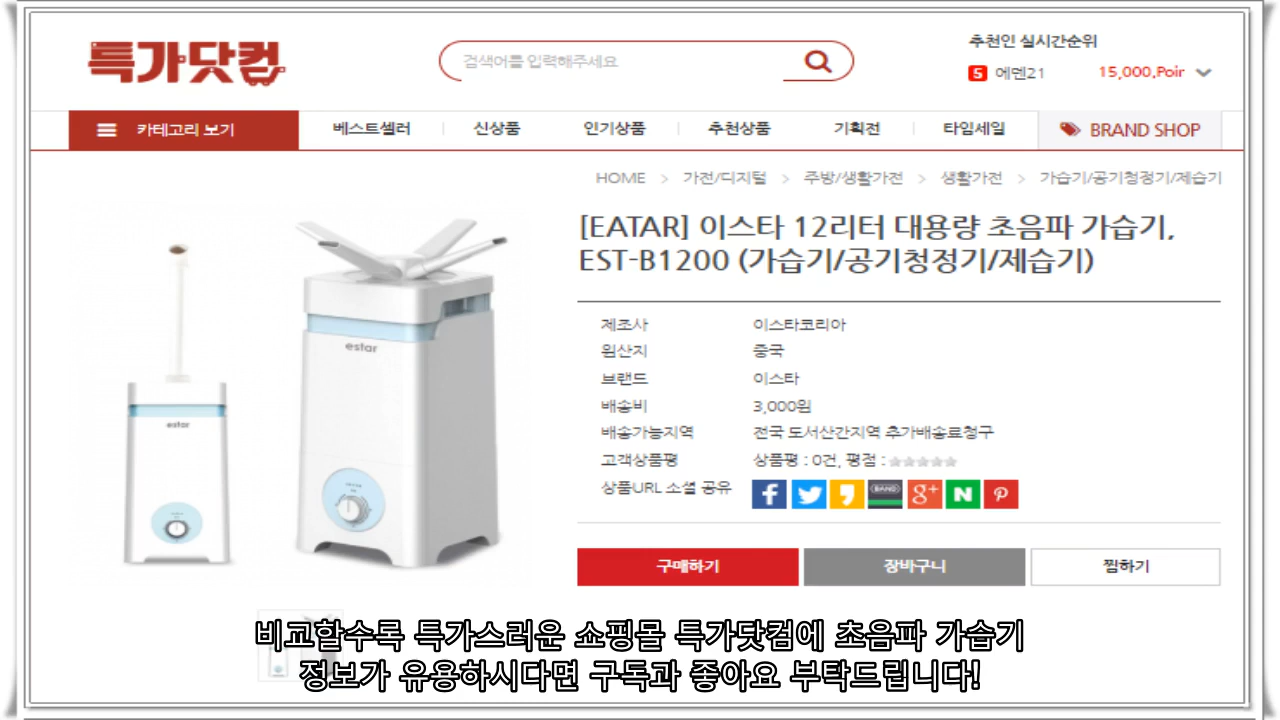 특가닷컴
검색어를 입력해주세요
추천인 실시간순위
5 에덴21 15,000,Poir
카테고리 보기 베스트셀러 신상품 인기상품 추천상품 기획전 타임세일 BRAND SHOP
HOME > 가전/디지털 > 주방/생활가전 > 생활가전 > 가습기/공기청정기/제습기
[EATAR] 이스타 12리터 대용량 초음파 가습기,
EST-B1200 (가습기/공기청정기/제습기)
estar
estar
제조사 이스타코리아
원산지 중국
브랜드 이스타
배송비 3,000원
배송가능지역 전국 도서산간지역 추가배송료청구
고객상품평 상품평 : 0건, 평점 :
상품URL 소셜 공유
BAND
구매하기 장바구니 찜하기
비교할수록 특가스러운 쇼핑몰 특가닷컴에 초음파 가습기
정보가 유용하시다면 구독과 좋아요 부탁드립니다!